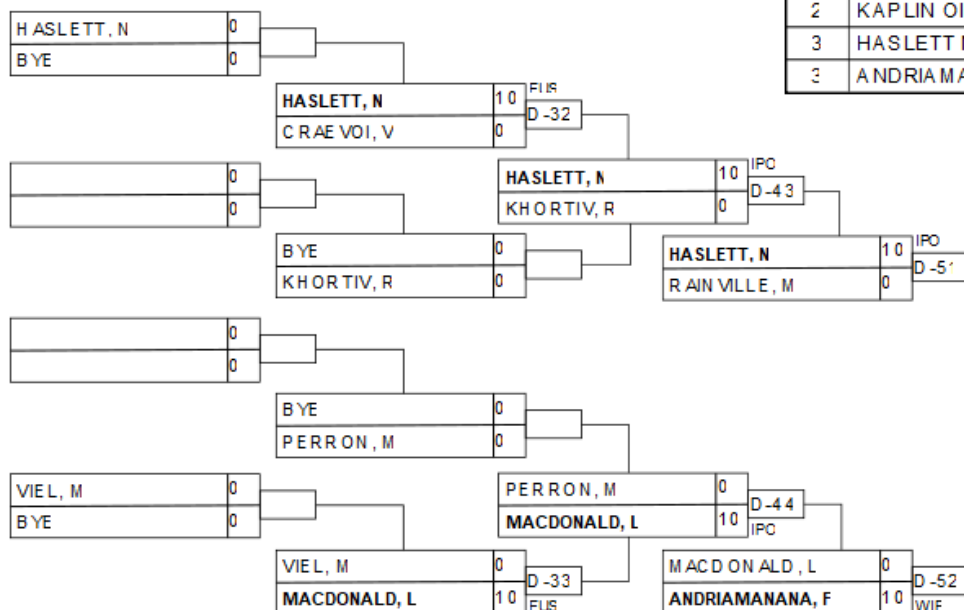 2 KAPLIN OI
3 HASLETT
3 ANDRIAMA
HASLETT, N 0
BYE 0
HASLETT, N 10
CRAEVOI, V 0
D-32
0
0
HASLETT, N 10 IPO
KHORTIV, R 0
D-43
BYE 0
KHORTIV, R 0
HASLETT, N 10 IPO
RAINVILLE, M 0
D-51
0
0
BYE 0
PERRON, M 0
VIEL, M 0
BYE 0
PERRON, M 0
MACDONALD, L 10 IPO
D-44
VIEL, M 0
MACDONALD, L 10
D-33
MACDONALD, L 0
ANDRIAMANANA, F 10
D-52